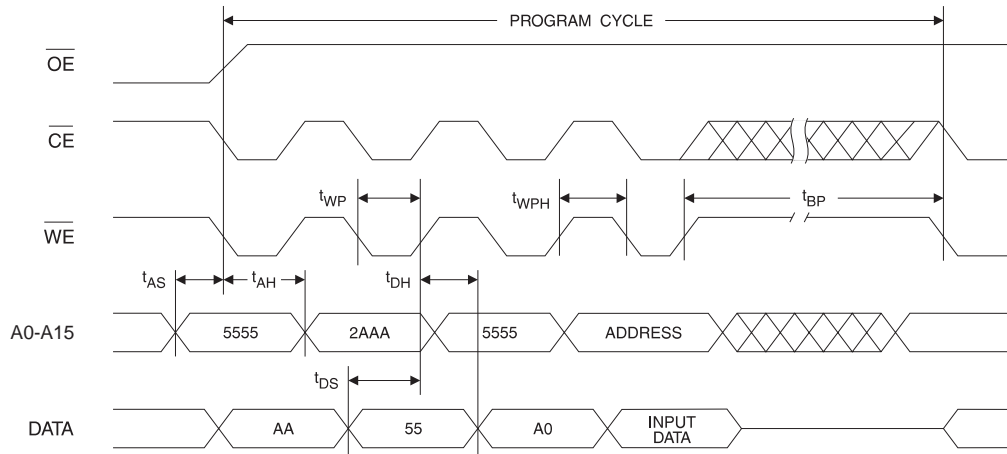 PROGRAM CYCLE
OE
CE
tWP
tWPH
tBP
WE
tAS
tAH
tDH
A0-A15
5555
2AAA
5555
ADDRESS
tDS
DATA
AA
55
A0
INPUT
DATA